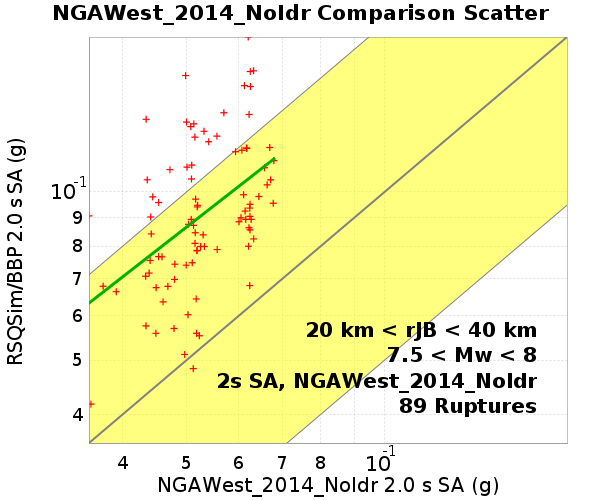 NGAWest_2014_NoIdr Comparison Scatter
RSQSim/BBP 2.0 s SA (g)
10-1
9
8
7
6
5
4
20 km < rJB < 40 km
7.5 < Mw < 8
2s SA, NGAWest_2014_NoIdr
89 Ruptures
4 5 6 7 8 10-1
NGAWest_2014_NoIdr 2.0 s SA (g)